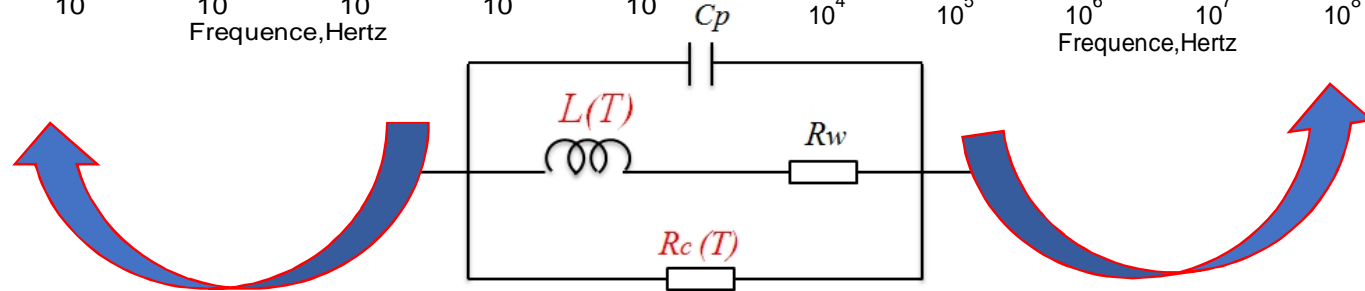 10 10 10 10 10 10⁴ 10⁵ 10⁶ 10⁷ 10⁸
Frequence,Hertz Frequence,Hertz
Cp
L(T)
Rw
Rc (T)